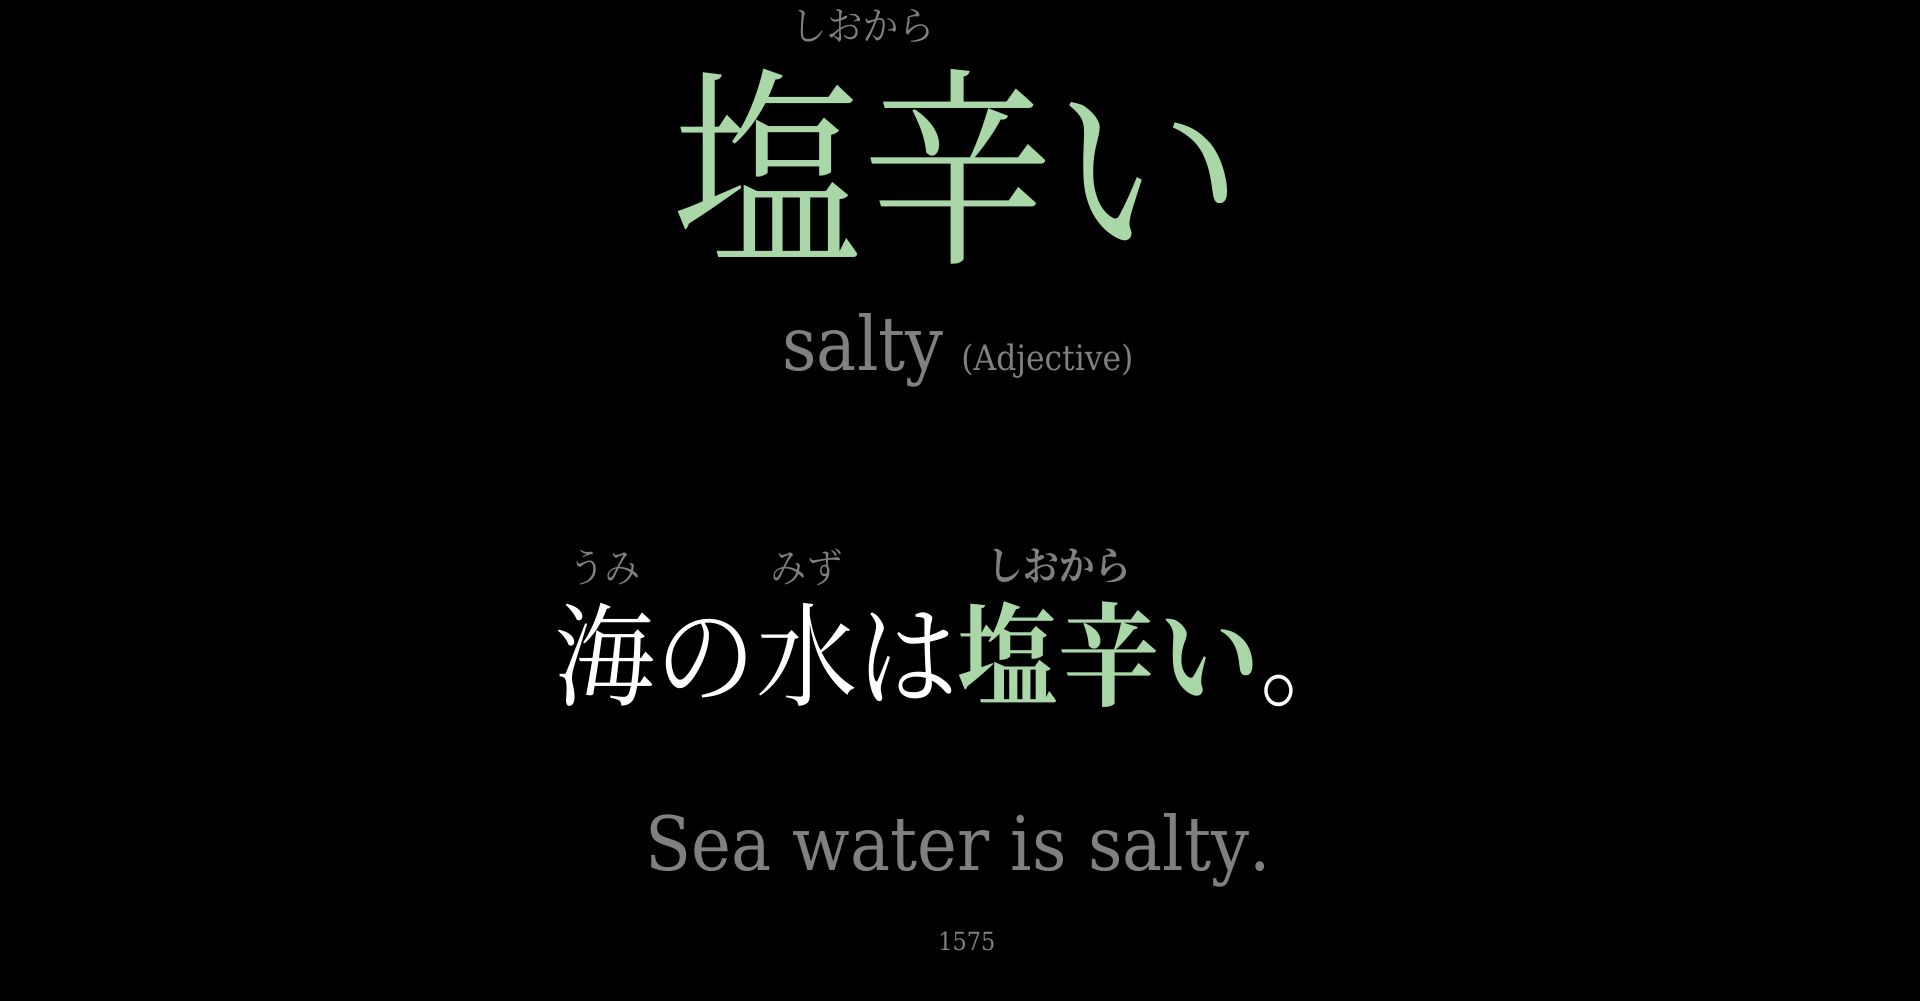 しおから
塩辛い
salty (Adjective)
うみ みず しおから
海の水は塩辛い。
Sea water is salty.
1575